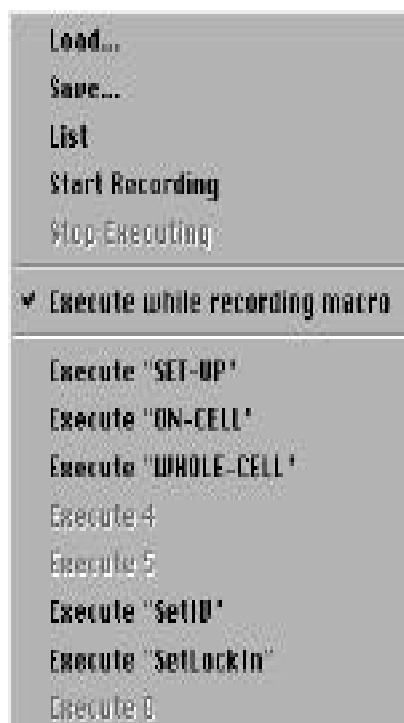 Load...
Save...
List
Start Recording
Stop Executing
Execute while recording macro
Execute "SET-UP"
Execute "ON-CELL"
Execute "WHOLE-CELL"
Execute 4
Execute 5
Execute "SetIV"
Execute "SetLockIn"
Execute 8